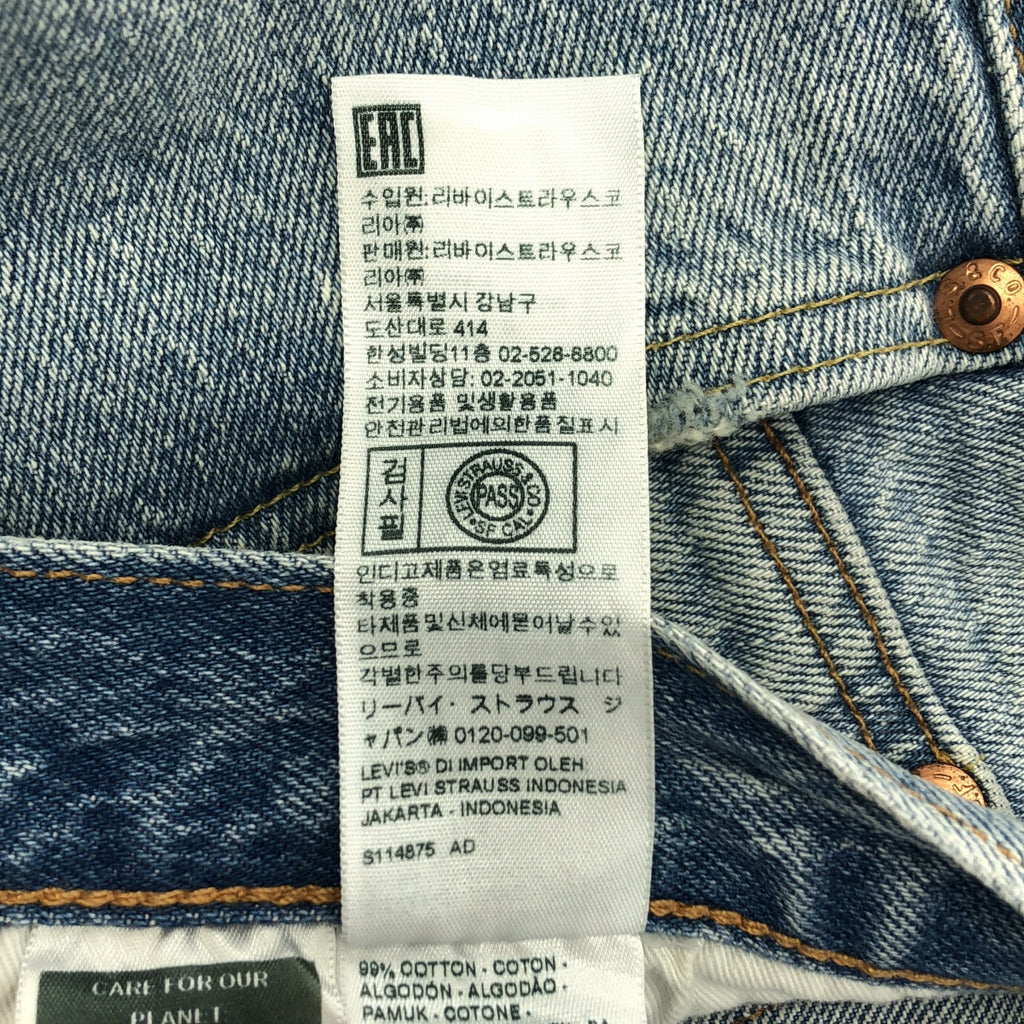 EAC
수입원:리바이스트라우스코
리아㈜
판매원:리바이스트라우스코
리아㈜
서울특별시 강남구
도산대로 414
한성빌딩11층 02-526-8800
소비자상담: 02-2051-1040
전기용품 및생활용품
안전관리법에의한품질표시
검사필
LEVI STRAUSS & CO
PASS
SF CAL
인디고제품은염료특성으로
착용중
타제품및신체에묻어날수있
으므로
각별한주의를당부드립니다
リーバイ・ストラウス ジ
ャパン㈱ 0120-099-501
LEVI'S® DI IMPORT OLEH
PT LEVI STRAUSS INDONESIA
JAKARTA - INDONESIA
S114875 AD
99% COTTON - COTON -
ALGODÓN - ALGODÃO -
PAMUK - COTONE -
CARE FOR OUR
PLANET